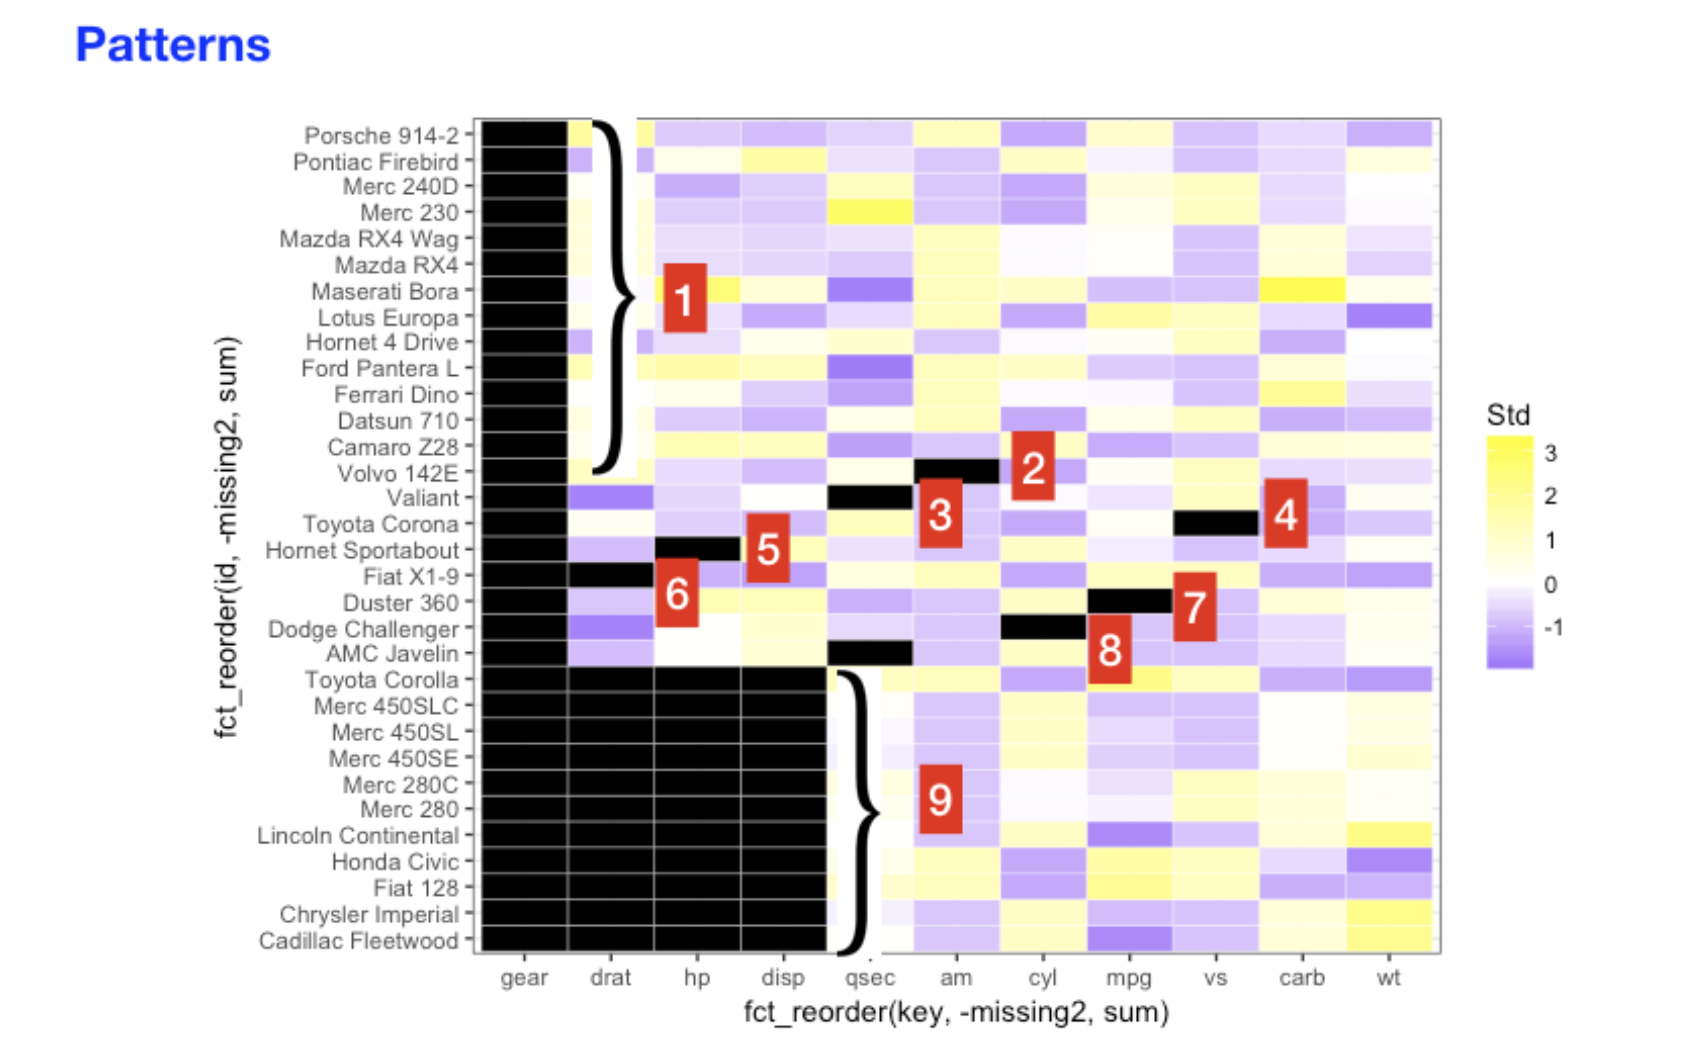 Patterns
Porsche 914-2
Pontiac Firebird
Merc 240D
Merc 230
Mazda RX4 Wag
Mazda RX4
Maserati Bora
Lotus Europa
Hornet 4 Drive
Ford Pantera L
Ferrari Dino
Datsun 710
Camaro Z28
Volvo 142E
Valiant
Toyota Corona
Hornet Sportabout
Fiat X1-9
Duster 360
Dodge Challenger
AMC Javelin
Toyota Corolla
Merc 450SLC
Merc 450SL
Merc 450SE
Merc 280C
Merc 280
Lincoln Continental
Honda Civic
Fiat 128
Chrysler Imperial
Cadillac Fleetwood
fct_reorder(id, -missing2, sum)
1
2
3
4
5
6
7
8
9
gear drat hp disp qsec am cyl mpg vs carb wt
fct_reorder(key, -missing2, sum)
Std
3
2
1
0
-1